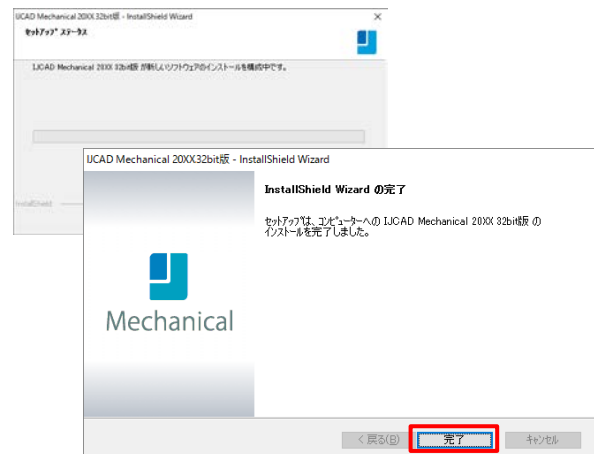 IJCAD Mechanical 20XX 32bit版 - InstallShield Wizard
セットアップ ステータス
IJCAD Mechanical 20XX 32bit版 が新しいソフトウェアのインストールを構成中です。
InstallShield
IJCAD Mechanical 20XX32bit版 - InstallShield Wizard
InstallShield Wizard の完了
セットアップは、コンピューターへの IJCAD Mechanical 20XX 32bit版 の
インストールを完了しました。
Mechanical
< 戻る(B)
完了
キャンセル